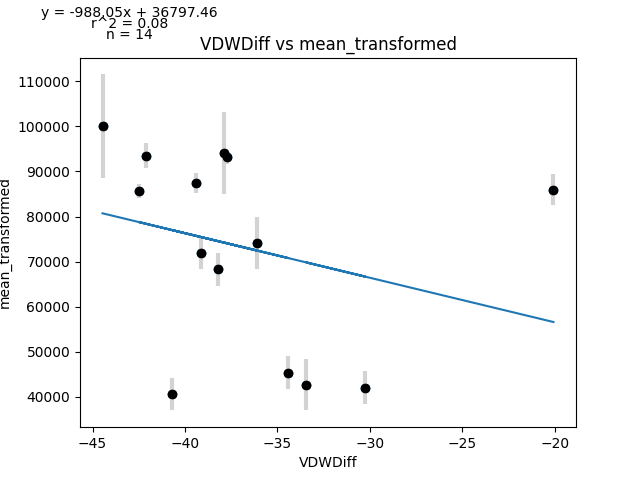 y = -988.05x + 36797.46
r^2 = 0.08
n = 14
VDWDiff vs mean_transformed
mean_transformed
110000
100000
90000
80000
70000
60000
50000
40000
−45
−40
−35
−30
−25
−20
VDWDiff